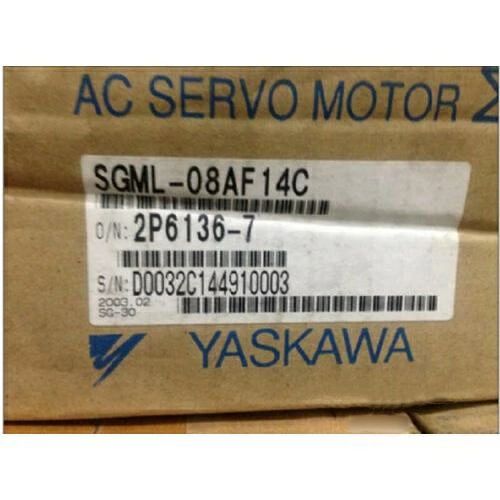 AC SERVO MOTOR Σ
SGML-08AF14C
O/N: 2P6136-7
S/N: D0032C144910003
2003.02
SG-30
YASKAWA